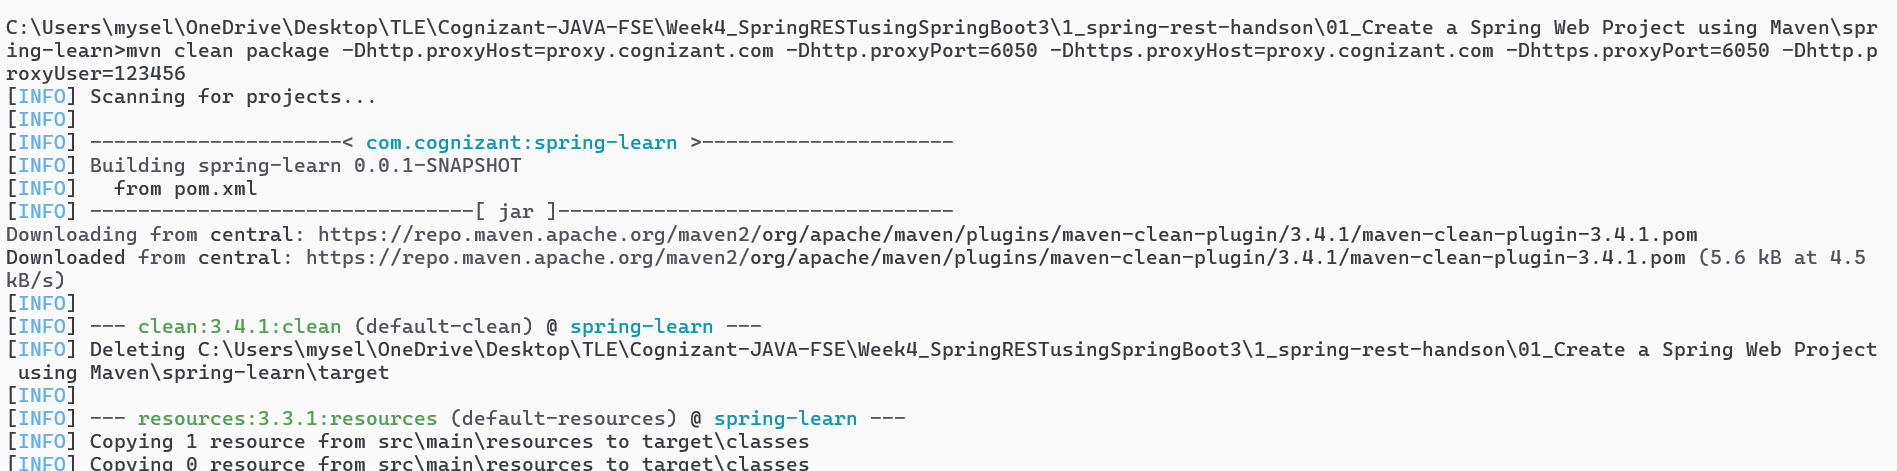 C:\Users\mysel\OneDrive\Desktop\TLE\Cognizant-JAVA-FSE\Week4_SpringRESTusingSpringBoot3\1_spring-rest-handson\01_Create a Spring Web Project using Maven\spr
ing-learn>mvn clean package -Dhttp.proxyHost=proxy.cognizant.com -Dhttp.proxyPort=6050 -Dhttps.proxyHost=proxy.cognizant.com -Dhttps.proxyPort=6050 -Dhttp.p
roxyUser=123456
[INFO] Scanning for projects...
[INFO]
[INFO] ---------------------< com.cognizant:spring-learn >---------------------
[INFO] Building spring-learn 0.0.1-SNAPSHOT
[INFO]   from pom.xml
[INFO] --------------------------------[ jar ]---------------------------------
Downloading from central: https://repo.maven.apache.org/maven2/org/apache/maven/plugins/maven-clean-plugin/3.4.1/maven-clean-plugin-3.4.1.pom
Downloaded from central: https://repo.maven.apache.org/maven2/org/apache/maven/plugins/maven-clean-plugin/3.4.1/maven-clean-plugin-3.4.1.pom (5.6 kB at 4.5
kB/s)
[INFO]
[INFO] --- clean:3.4.1:clean (default-clean) @ spring-learn ---
[INFO] Deleting C:\Users\mysel\OneDrive\Desktop\TLE\Cognizant-JAVA-FSE\Week4_SpringRESTusingSpringBoot3\1_spring-rest-handson\01_Create a Spring Web Project
 using Maven\spring-learn\target
[INFO]
[INFO] --- resources:3.3.1:resources (default-resources) @ spring-learn ---
[INFO] Copying 1 resource from src\main\resources to target\classes
[INFO] Copying 0 resource from src\main\resources to target\classes